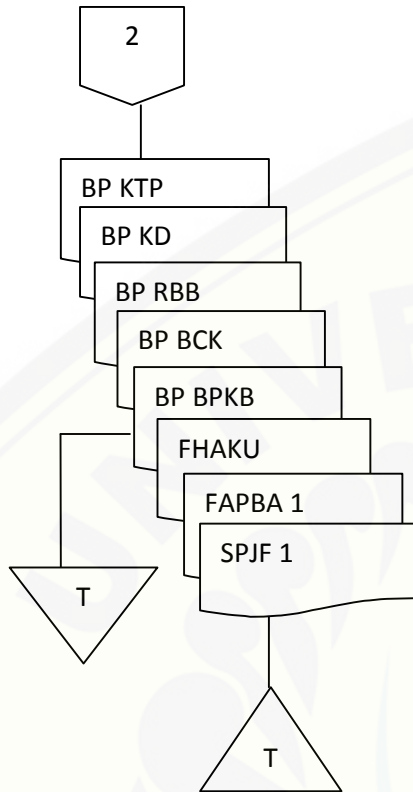 2
BP KTP
BP KD
BP RBB
BP BCK
BP BPKB
FHAKU
FAPBA 1
SPJF 1
T
T